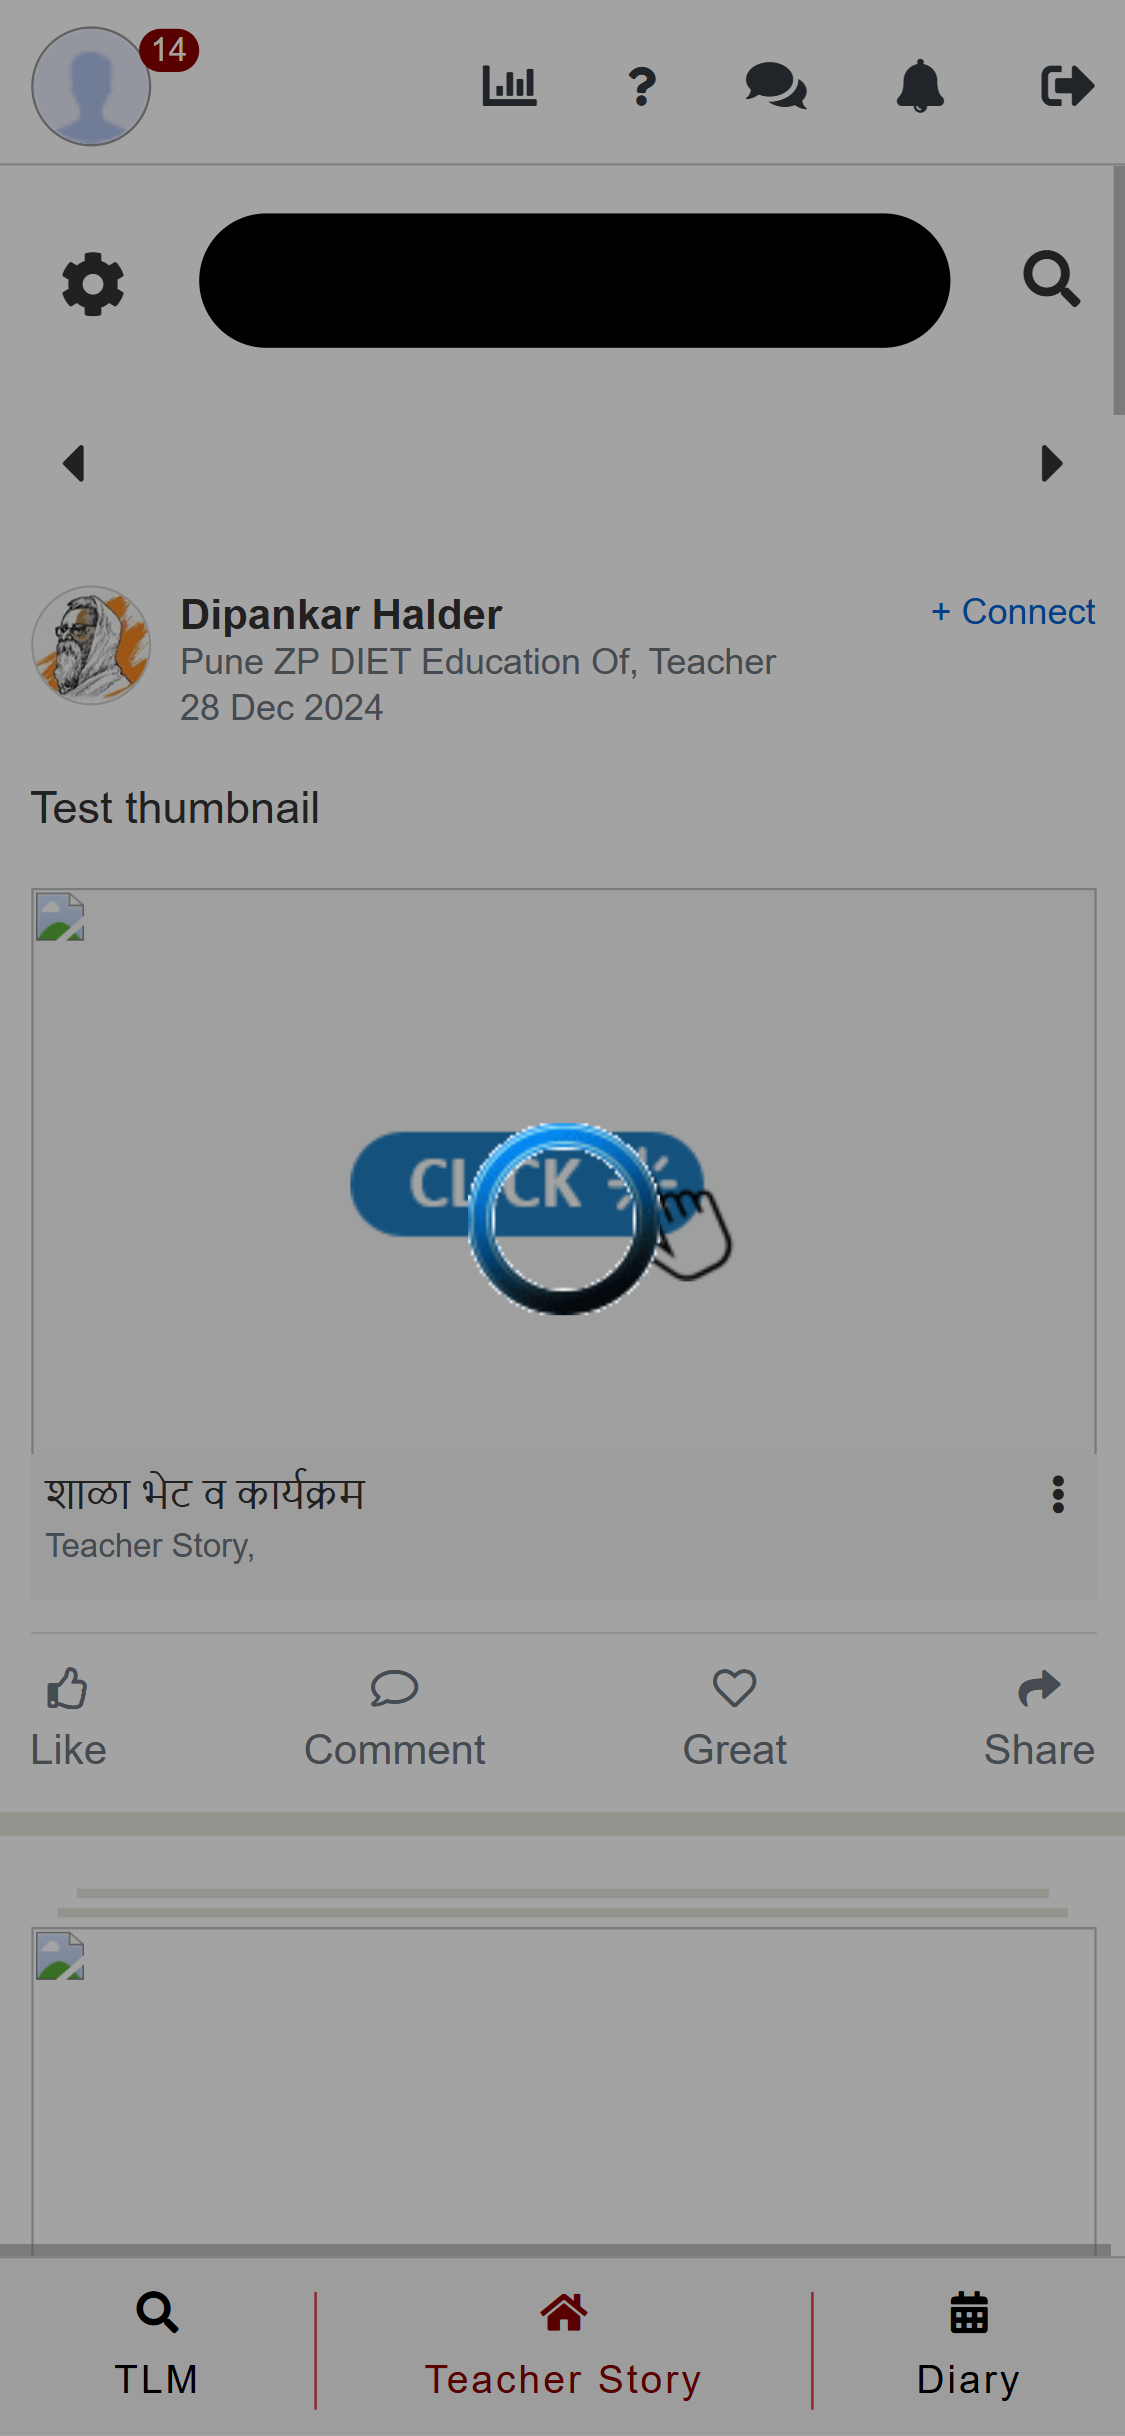 14
Dipankar Halder
+ Connect
Pune ZP DIET Education Of, Teacher
28 Dec 2024
Test thumbnail
CLICK
शाळा भेट व कार्यक्रम
Teacher Story,
Like
Comment
Great
Share
TLM
Teacher Story
Diary